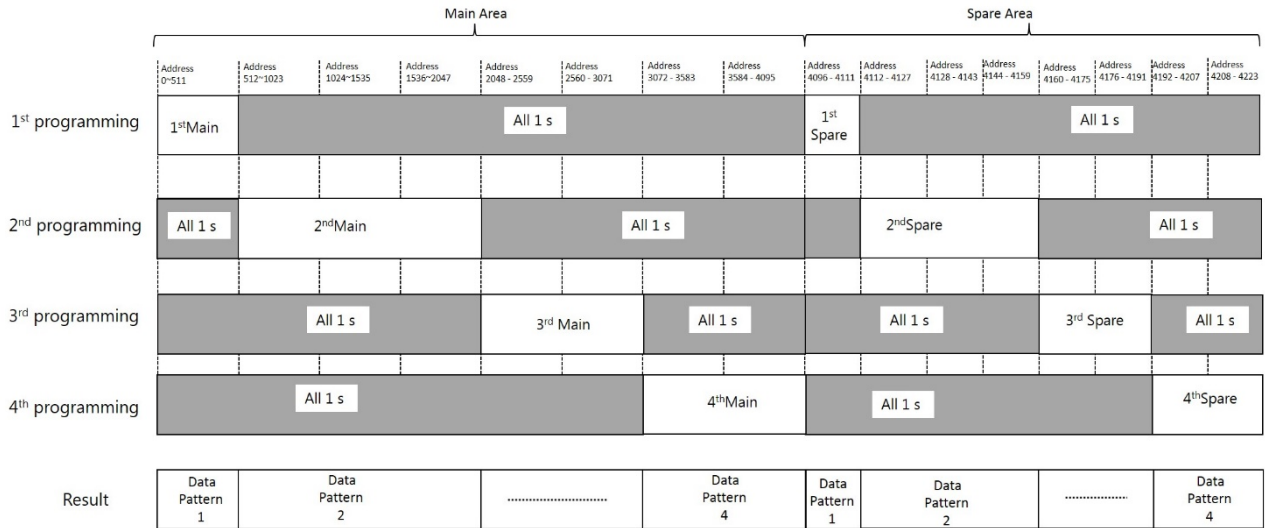 Main Area
Spare Area
Address Address Address Address Address Address Address Address Address Address Address Address Address Address Address Address
0~511 512~1023 1024~1535 1536~2047 2048 - 2559 2560 - 3071 3072 - 3583 3584 - 4095 4096 - 4111 4112 - 4127 4128 - 4143 4144 - 4159 4160 - 4175 4176 - 4191 4192 - 4207 4208 - 4223
1st programming
1stMain
All 1 s
1st
Spare
All 1 s
2nd programming
All 1 s
2ndMain
All 1 s
2ndSpare
All 1 s
3rd programming
All 1 s
3rd Main
All 1 s
All 1 s
3rd Spare
All 1 s
4th programming
All 1 s
4thMain
All 1 s
4thSpare
Result
Data
Pattern
1
Data
Pattern
2
....................
Data
Pattern
4
Data
Pattern
1
Data
Pattern
2
............
Data
Pattern
4